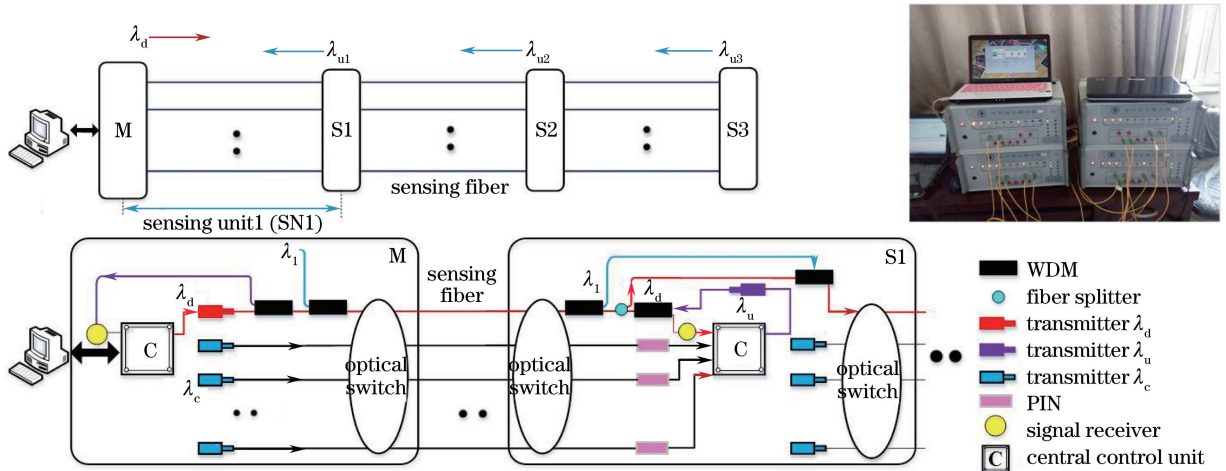 λd
λu1
λu2
λu3
M
S1
S2
S3
sensing fiber
sensing unit1 (SN1)
M
S1
λ1
sensing
fiber
λ1
λd
λd
λu
C
C
optical
switch
optical
switch
optical
switch
λc
WDM
fiber splitter
transmitter λd
transmitter λu
transmitter λc
PIN
signal receiver
C
central control unit